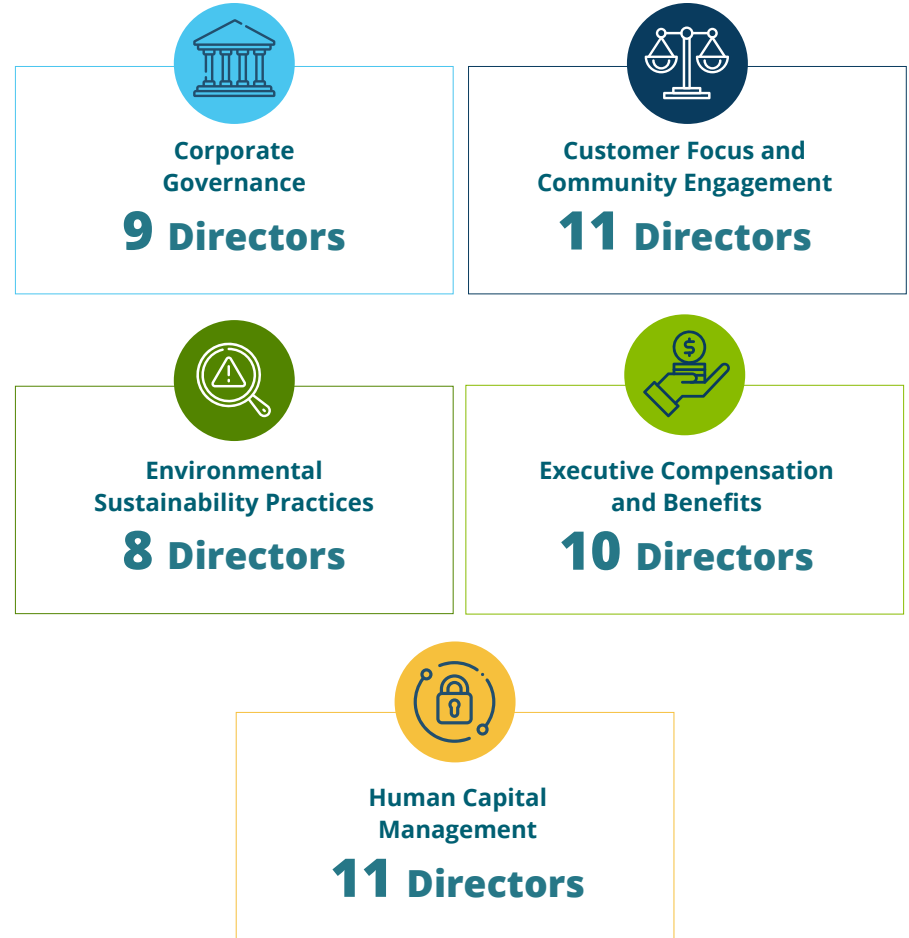 Corporate
Governance
9 Directors
Customer Focus and
Community Engagement
11 Directors
Environmental
Sustainability Practices
8 Directors
$
Executive Compensation
and Benefits
10 Directors
Human Capital
Management
11 Directors